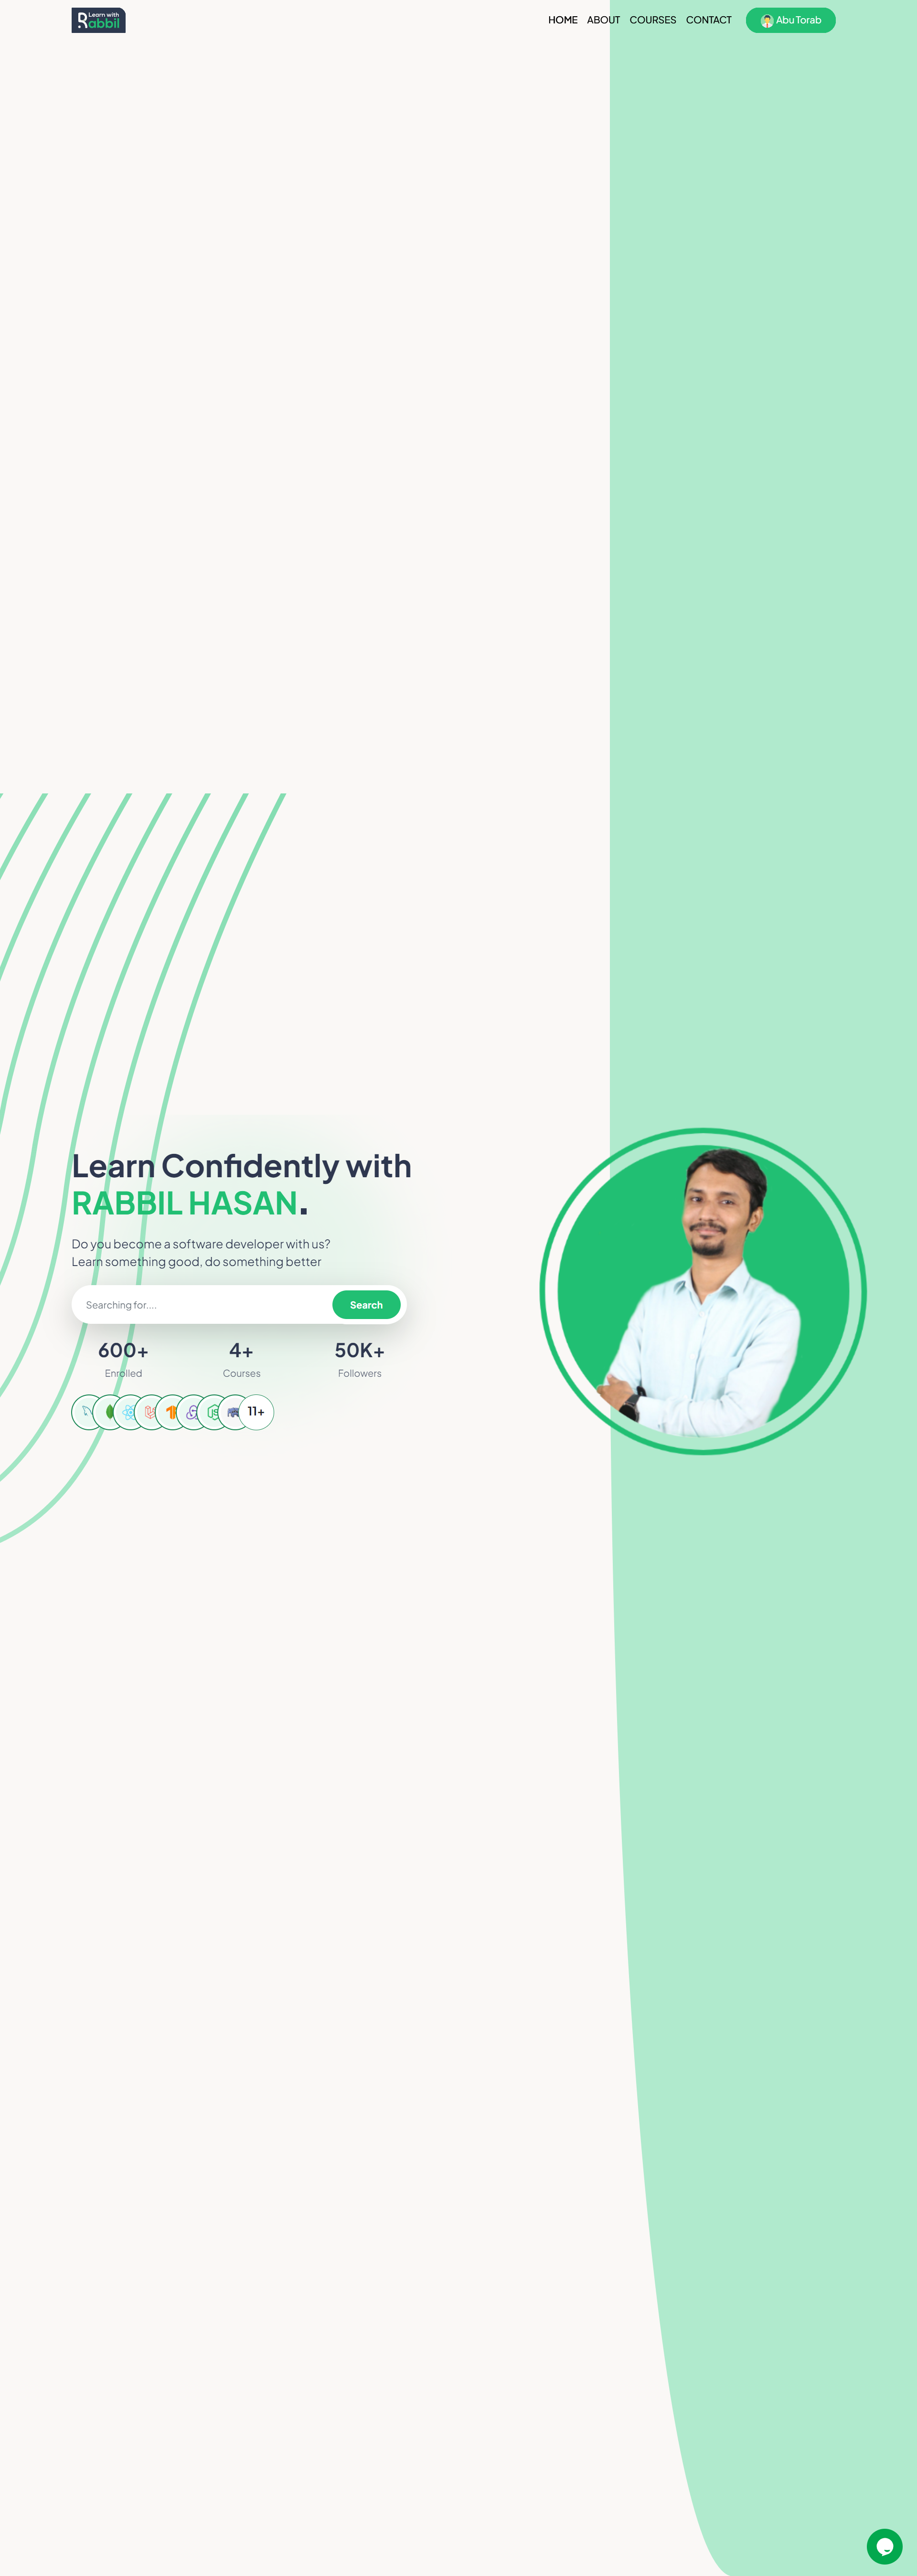 Learn with
Rabbil
HOME ABOUT COURSES CONTACT Abu Torab
Learn Confidently with
RABBIL HASAN.
Do you become a software developer with us?
Learn something good, do something better
Searching for.... Search
600+ 4+ 50K+
Enrolled Courses Followers
11+